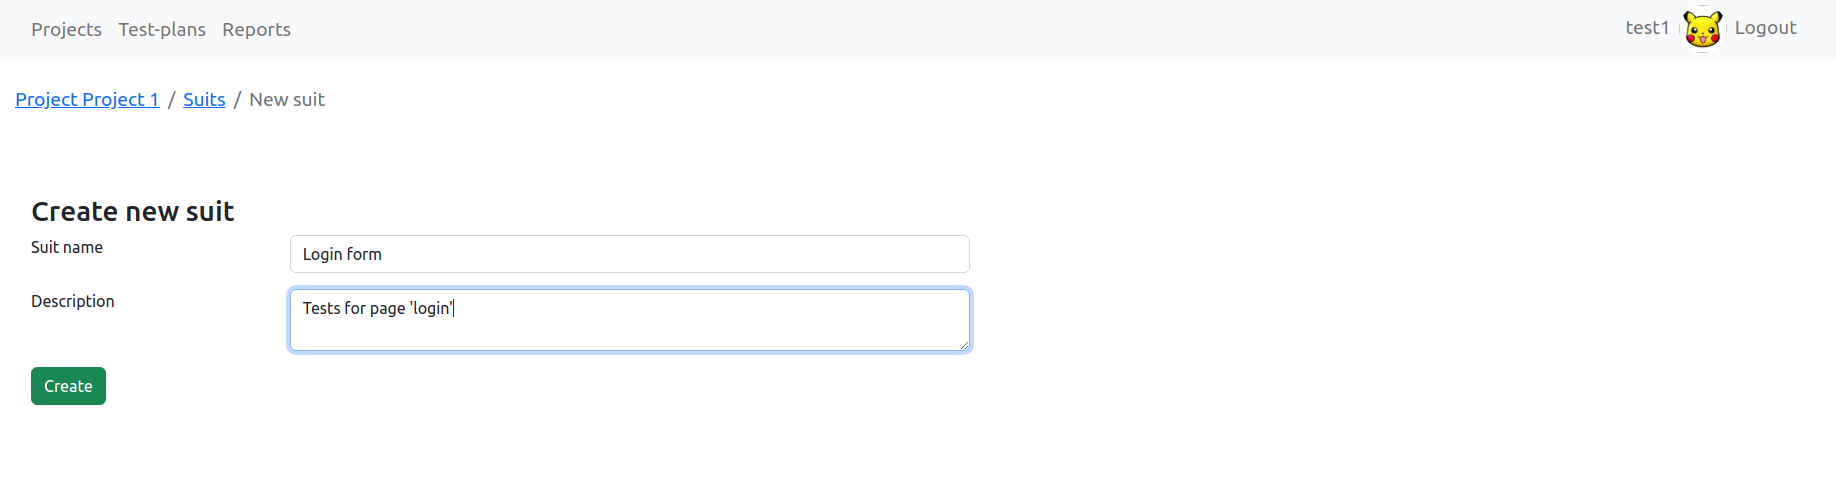 Projects Test-plans Reports test1 Logout
Project Project 1 / Suits / New suit
Create new suit
Suit name Login form
Description Tests for page 'login'
Create